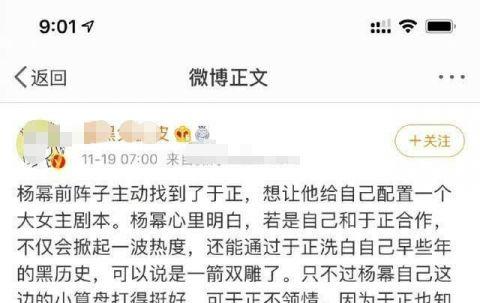 9:01
返回
微博正文
皮
+关注
11-19 07:00 来自
杨幂前阵子主动找到了于正，想让他给自己配置一个
大女主剧本。杨幂心里明白，若是自己和于正合作，
不仅会掀起一波热度，还能通过于正洗白自己早些年
的黑历史，可以说是一箭双雕了。只不过杨幂自己这
边的小算盘打得挺好，可于正不领情，因为于正也知